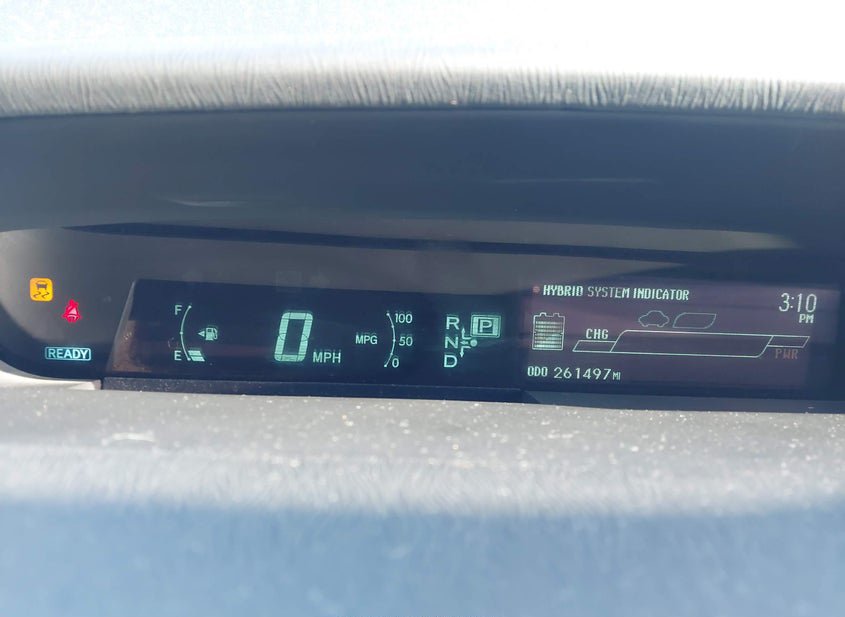 HYBRID SYSTEM INDICATOR
3:10
PM
READY
F
E
0 MPH
MPG
100
50
0
R
N
D
P
CHG
PWR
ODO 261497 MI